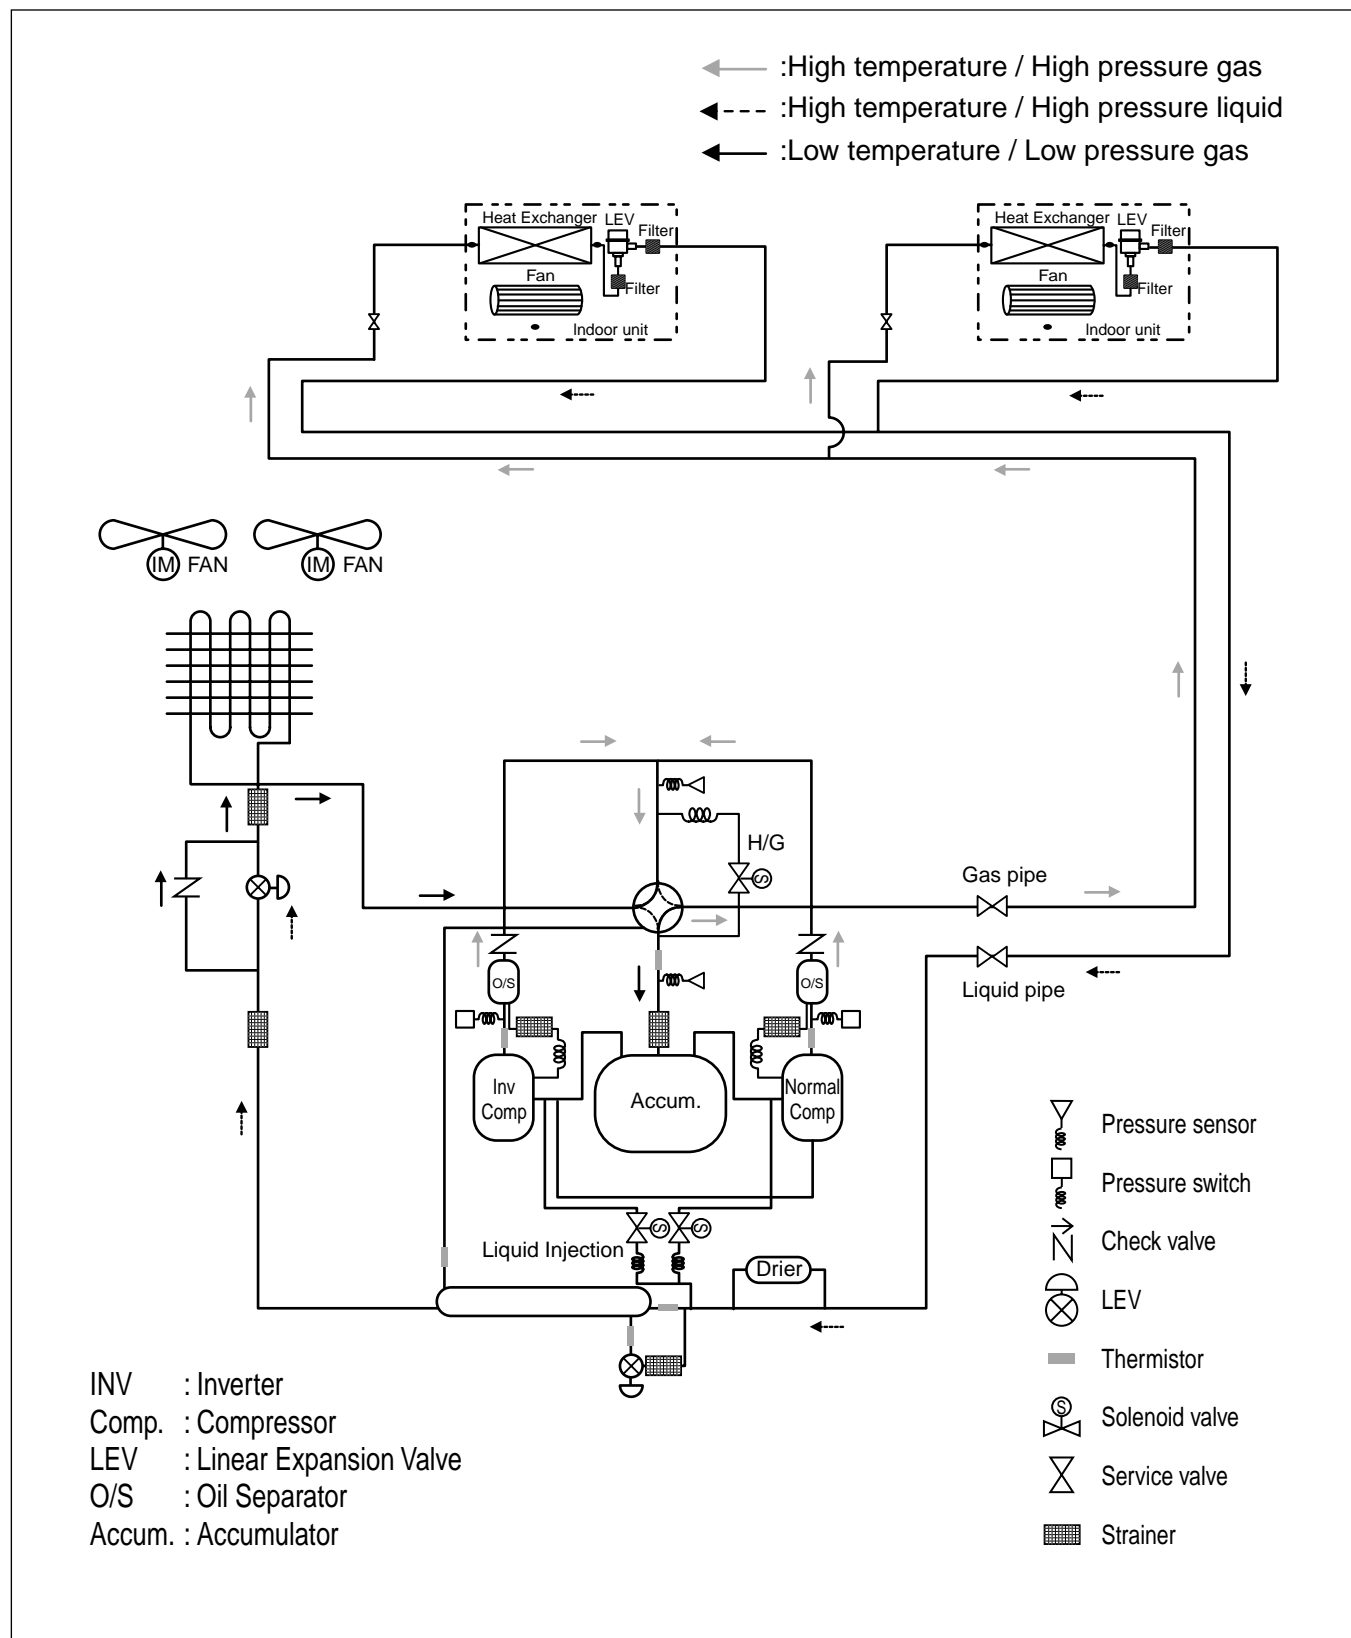 :High temperature / High pressure gas
:High temperature / High pressure liquid
:Low temperature / Low pressure gas
Heat Exchanger LEV
Filter
Fan
Filter
Indoor unit
Heat Exchanger LEV
Filter
Fan
Filter
Indoor unit
IM FAN
IM FAN
H/G
S
Gas pipe
O/S
O/S
Liquid pipe
Inv
Comp
Accum.
Normal
Comp
Pressure sensor
Pressure switch
S
S
Liquid Injection
Check valve
Drier
LEV
Thermistor
S
Solenoid valve
Service valve
Strainer
INV : Inverter
Comp. : Compressor
LEV : Linear Expansion Valve
O/S : Oil Separator
Accum. : Accumulator